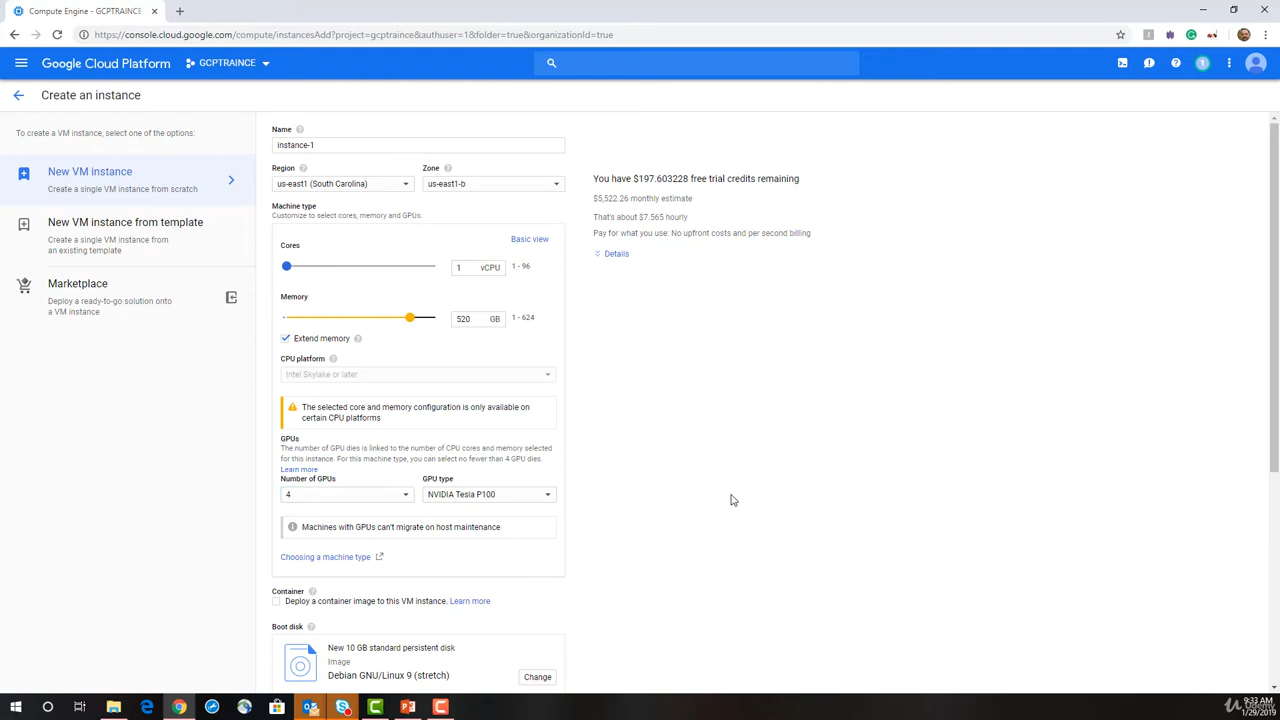 Compute Engine - GCPTRAINCE
https://console.cloud.google.com/compute/instancesAdd?project=gcptraince&authuser=1&folder=true&organizationId=true
Google Cloud Platform
GCPTRAINCE
1
Create an instance
To create a VM instance, select one of the options:
New VM instance
Create a single VM instance from scratch
New VM instance from template
Create a single VM instance from
an existing template
Marketplace
Deploy a ready-to-go solution onto
a VM instance
Name
instance-1
Region
Zone
us-east1 (South Carolina)
us-east1-b
Machine type
Customize to select cores, memory and GPUs.
Basic view
Cores
1 vCPU
1 - 96
Memory
520 GB
1 - 624
Extend memory
CPU platform
Intel Skylake or later
The selected core and memory configuration is only available on
certain CPU platforms
GPUs
The number of GPU dies is linked to the number of CPU cores and memory selected
for this instance. For this machine type, you can select no fewer than 4 GPU dies.
Learn more
Number of GPUs
GPU type
4
NVIDIA Tesla P100
Machines with GPUs can't migrate on host maintenance
Choosing a machine type
Container
Deploy a container image to this VM instance. Learn more
Boot disk
New 10 GB standard persistent disk
Image
Debian GNU/Linux 9 (stretch)
Change
You have $197.603228 free trial credits remaining
$5,522.26 monthly estimate
That's about $7.565 hourly
Pay for what you use: No upfront costs and per second billing
Details
9:33 AM
1/29/2019
Udemy